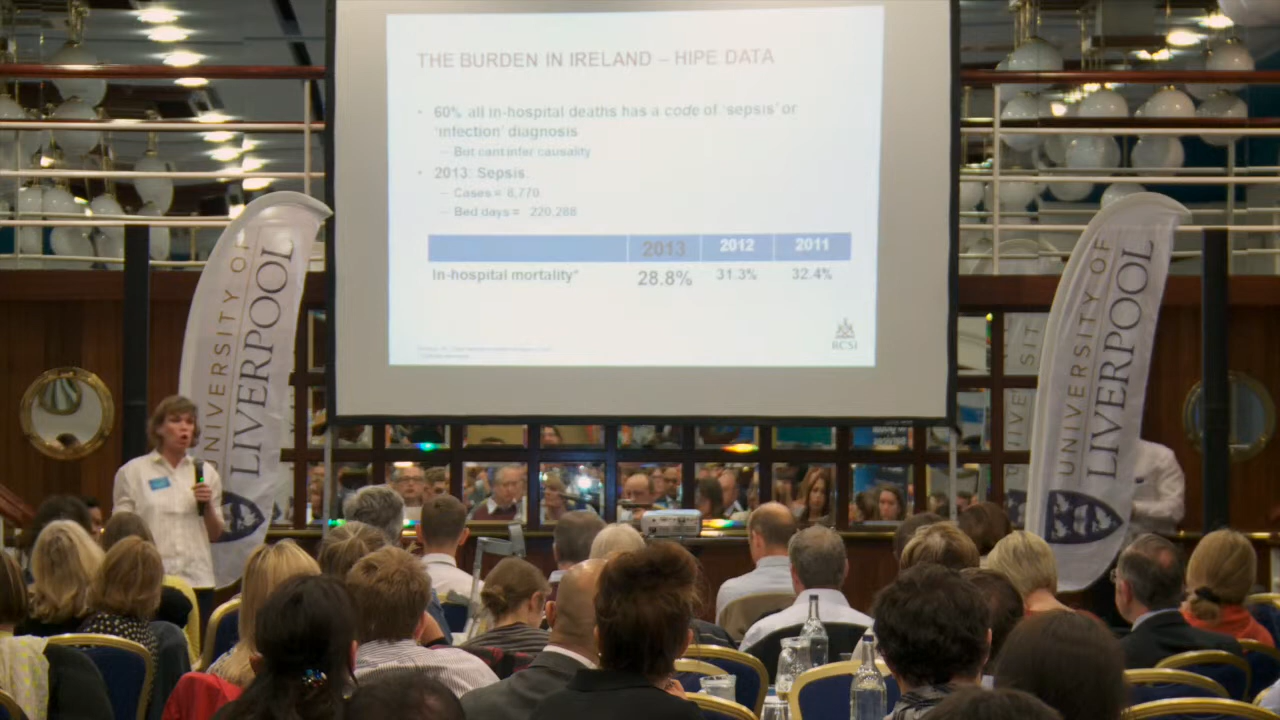 THE BURDEN IN IRELAND – HIPE DATA
• 60% all in-hospital deaths has a code of 'sepsis' or
'infection' diagnosis
– But cant infer causality
• 2013: Sepsis
– Cases = 8,770
– Bed days = 220,288
2013 2012 2011
In-hospital mortality* 28.8% 31.3% 32.4%
RCSI
UNIVERSITY OF
LIVERPOOL
UNIVERSITY OF
LIVERPOOL
SIT